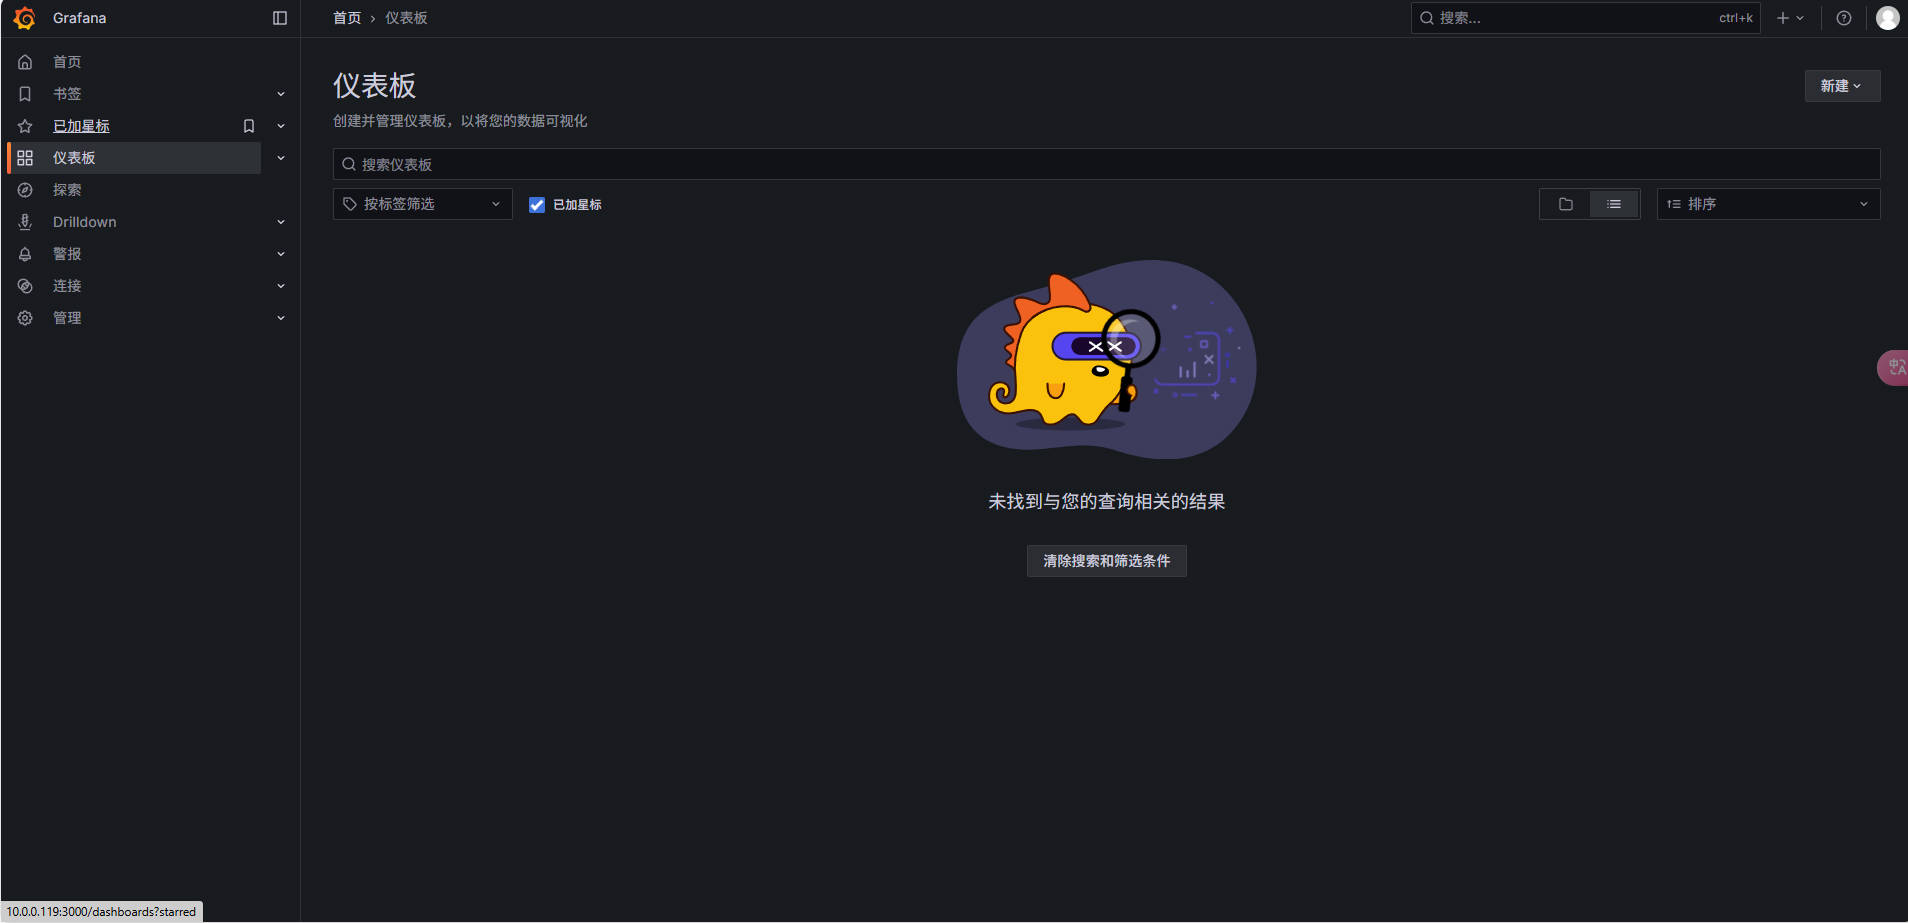 Grafana
首页 › 仪表板
搜索... ctrl+k
首页
书签
已加星标
仪表板
探索
Drilldown
警报
连接
管理
仪表板
新建
创建并管理仪表板，以将您的数据可视化
搜索仪表板
按标签筛选
已加星标
排序
未找到与您的查询相关的结果
清除搜索和筛选条件
中A
10.0.0.119:3000/dashboards?starred